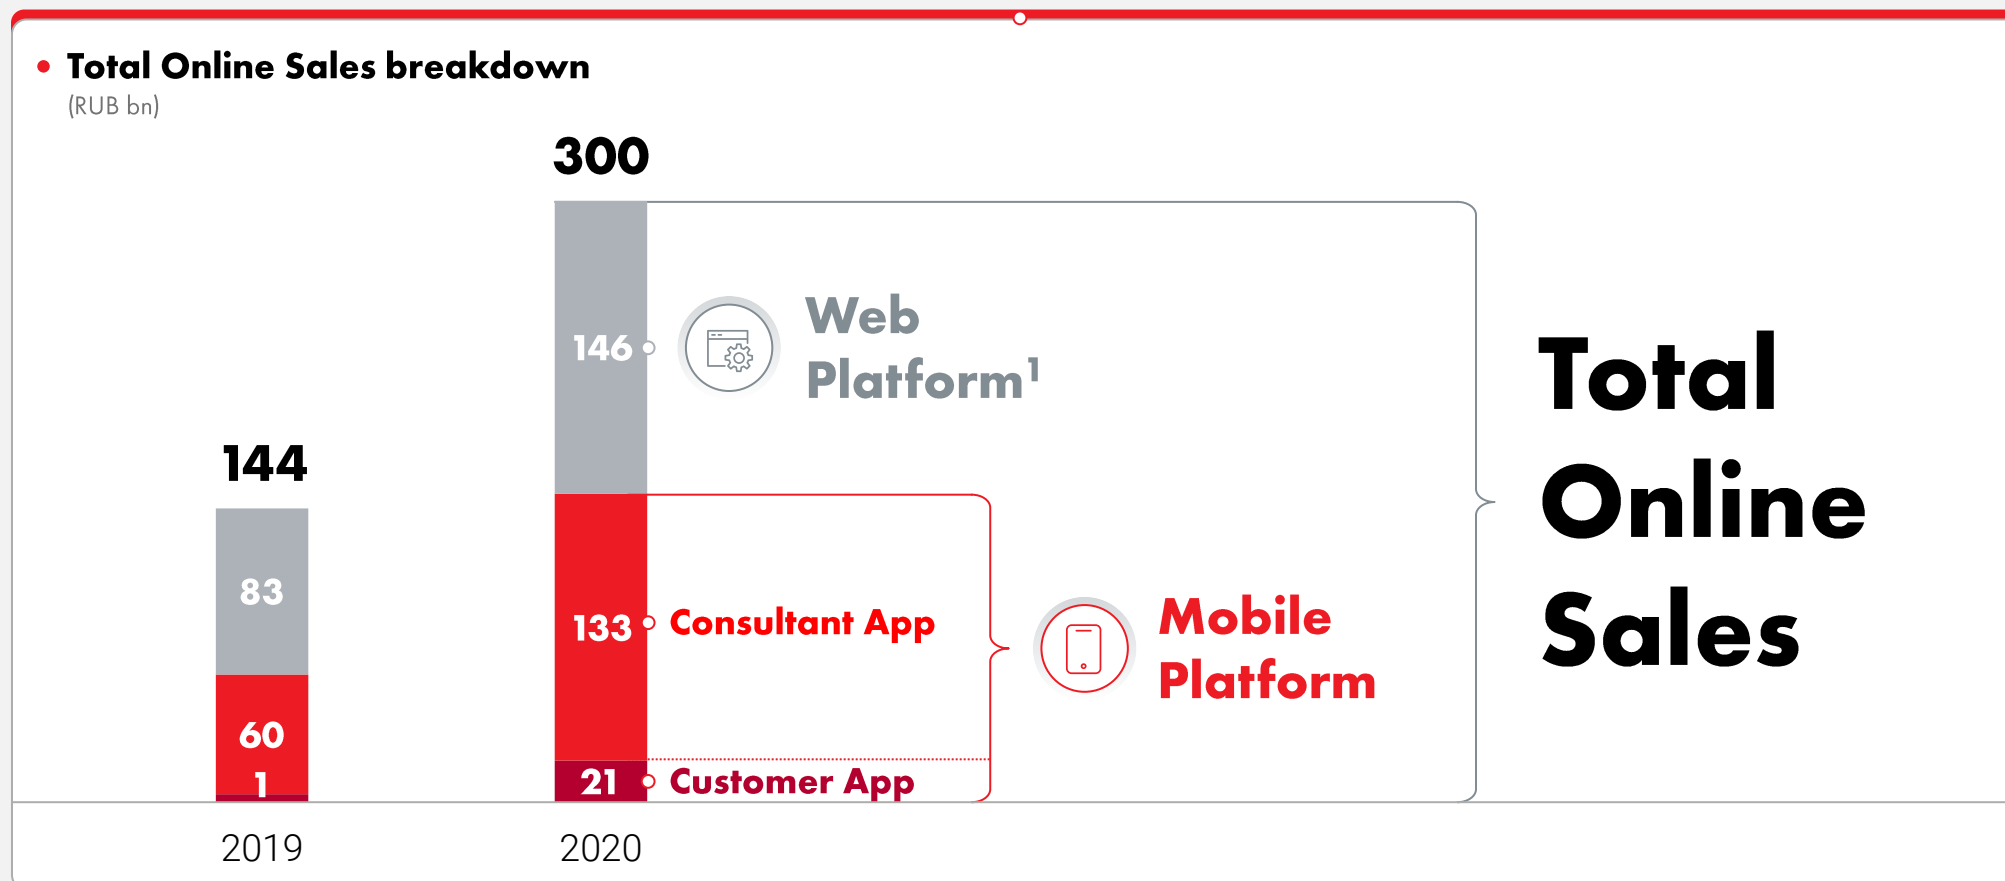 Total Online Sales breakdown
(RUB bn)
300
146
Web
Platform¹
144
83
60
1
133
Consultant App
21
Customer App
Mobile
Platform
Total
Online
Sales
2019
2020